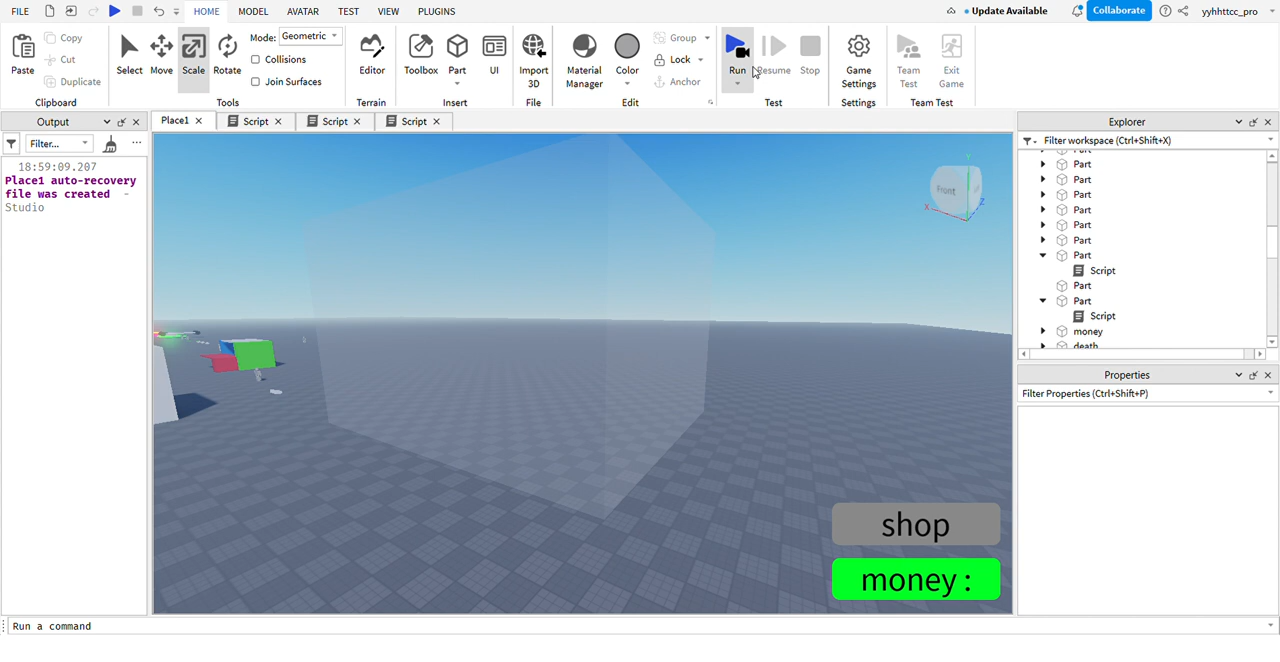 FILE HOME MODEL AVATAR TEST VIEW PLUGINS Update Available Collaborate yyhhttcc_pro
Paste Copy Cut Duplicate Select Move Scale Rotate Mode: Geometric Collisions Join Surfaces Editor Toolbox Part UI Import 3D Material Manager Color Group Lock Anchor Run Resume Stop Game Settings Team Test Exit Game
Clipboard Tools Terrain Insert File Edit Test Settings Team Test
Output Place1 Script Script Script Explorer
Filter... ... Filter workspace (Ctrl+Shift+X)
18:59:09.207
Place1 auto-recovery
file was created -
Studio
Front
X
Y
Z
Part
Part
Part
Part
Part
Part
Part
Part
Script
Part
Part
Script
money
death
Properties
Filter Properties (Ctrl+Shift+P)
shop
money :
Run a command